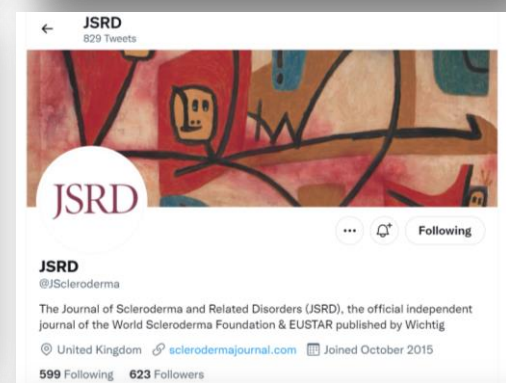 JSRD
829 Tweets
JSRD
Following
JSRD
@JScleroderma
The Journal of Scleroderma and Related Disorders (JSRD), the official independent
journal of the World Scleroderma Foundation & EUSTAR published by Wichtig
United Kingdom sclerodermajournal.com Joined October 2015
599 Following 623 Followers